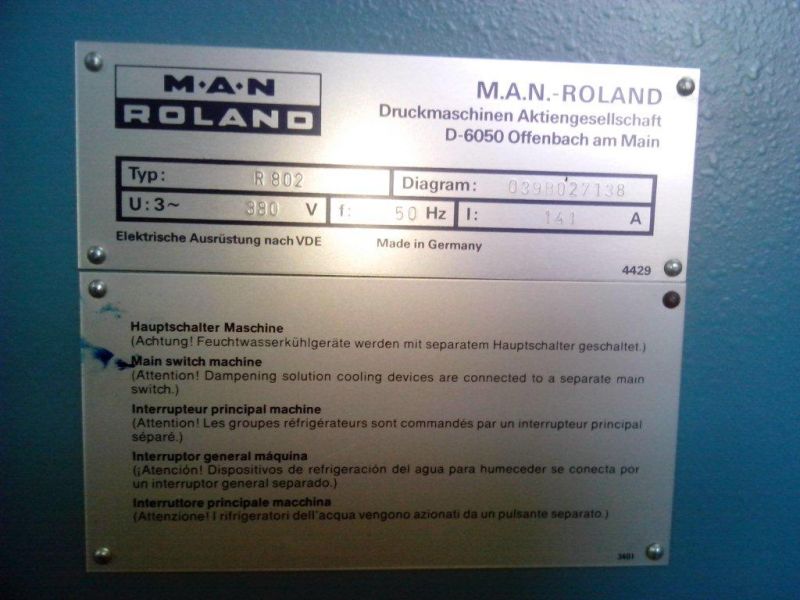 M·A·N
ROLAND
M.A.N.-ROLAND
Druckmaschinen Aktiengesellschaft
D-6050 Offenbach am Main
Typ: R 802 Diagram: 039B027138
U: 3~ 380 V f: 50 Hz I: 141 A
Elektrische Ausrüstung nach VDE Made in Germany
4429
Hauptschalter Maschine
(Achtung! Feuchtwasserkühlgeräte werden mit separatem Hauptschalter geschaltet.)
Main switch machine
(Attention! Dampening solution cooling devices are connected to a separate main
switch.)
Interrupteur principal machine
(Attention! Les groupes réfrigérateurs sont commandés par un interrupteur principal
séparé.)
Interruptor general máquina
(¡Atención! Dispositivos de refrigeración del agua para humeceder se conecta por
un interruptor general separado.)
Interruttore principale macchina
(Attenzione! I rifrigeratori dell'acqua vengono azionati da un pulsante separato.)
3401